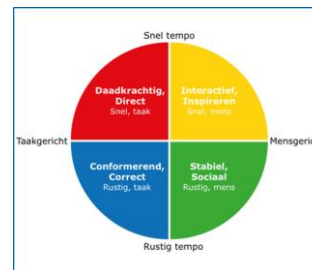 Snel tempo
Daadkrachtig,
Direct
Snel, taak
Interactief,
Inspireren
Snel, mens
Taakgericht
Mensgeric
Conformerend,
Correct
Rustig, taak
Stabiel,
Sociaal
Rustig, mens
Rustig tempo